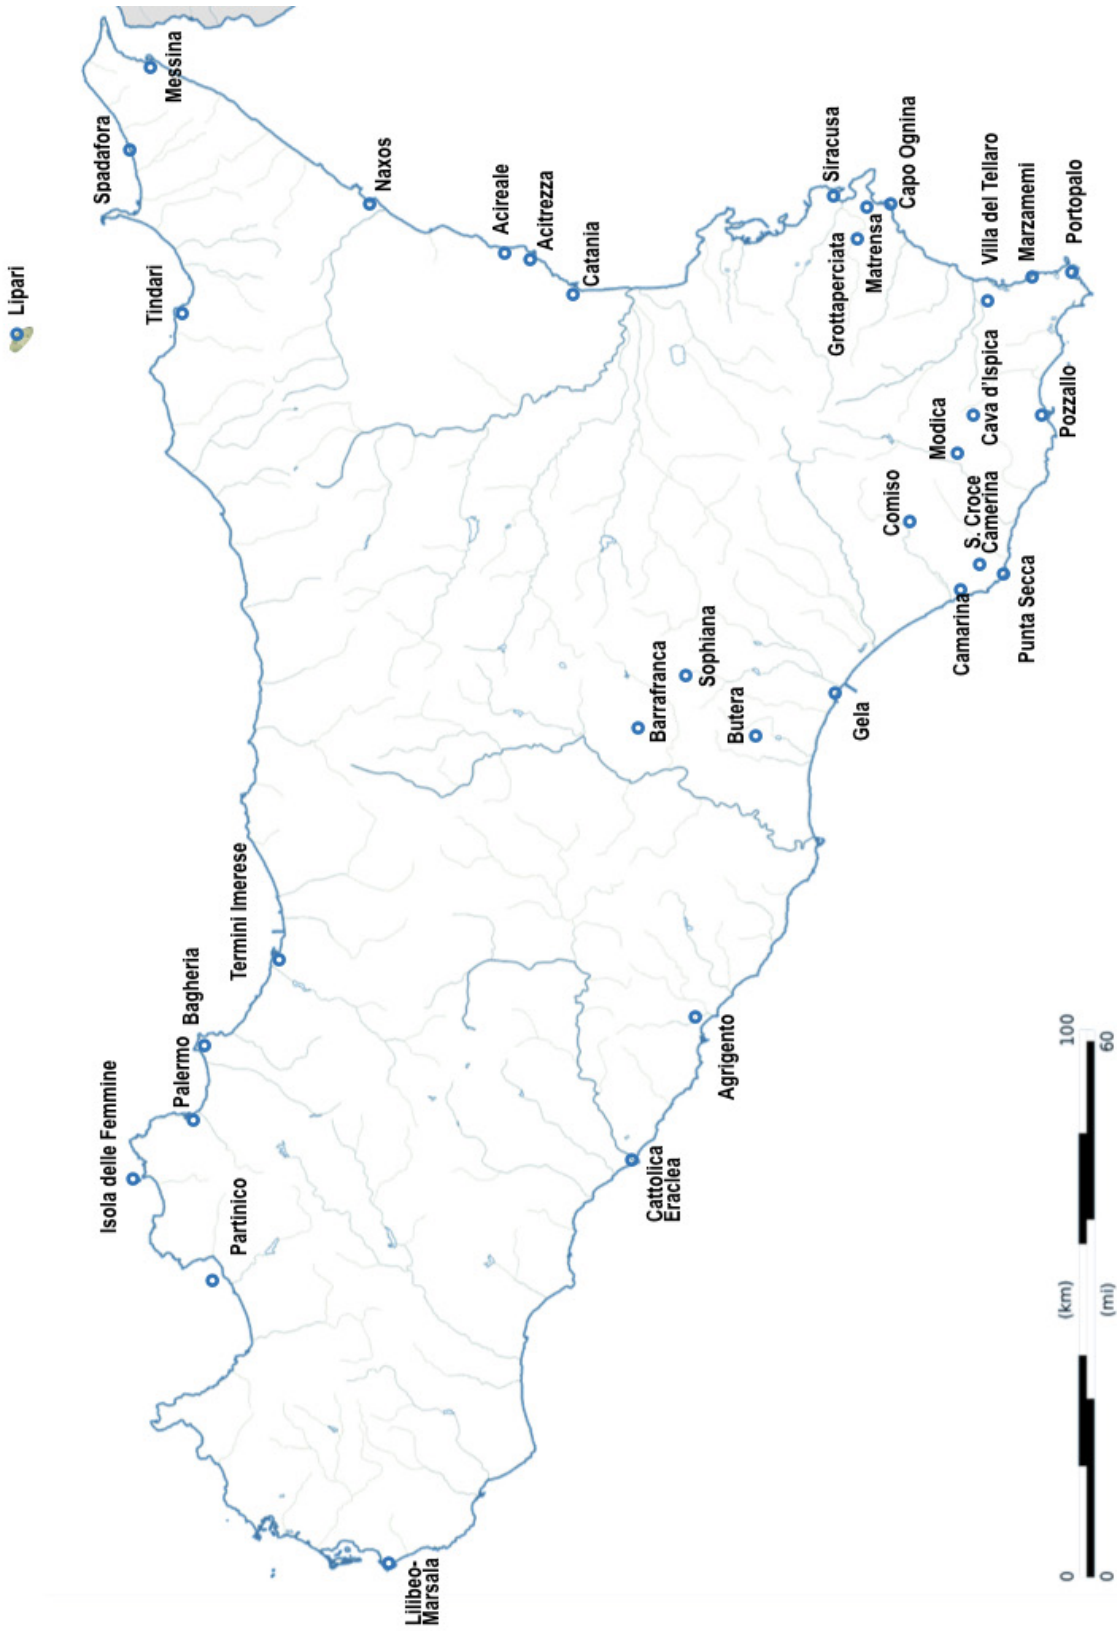 Lipari
Spadafora
Messina
Tindari
Naxos
Isola delle Femmine
Palermo
Bagheria
Termini Imerese
Partinico
Acireale
Acitrezza
Catania
Lilibeo-
Marsala
Cattolica
Eraclea
Agrigento
Barrafranca
Sophiana
Butera
Gela
Siracusa
Grottaperciata
Matrensa
Capo Ognina
Comiso
Modica
Cava d'Ispica
Villa del Tellaro
Marzamemi
Portopalo
Pozzallo
S. Croce
Camerina
Camarina
Punta Secca
0 (km) 100
0 (mi) 60